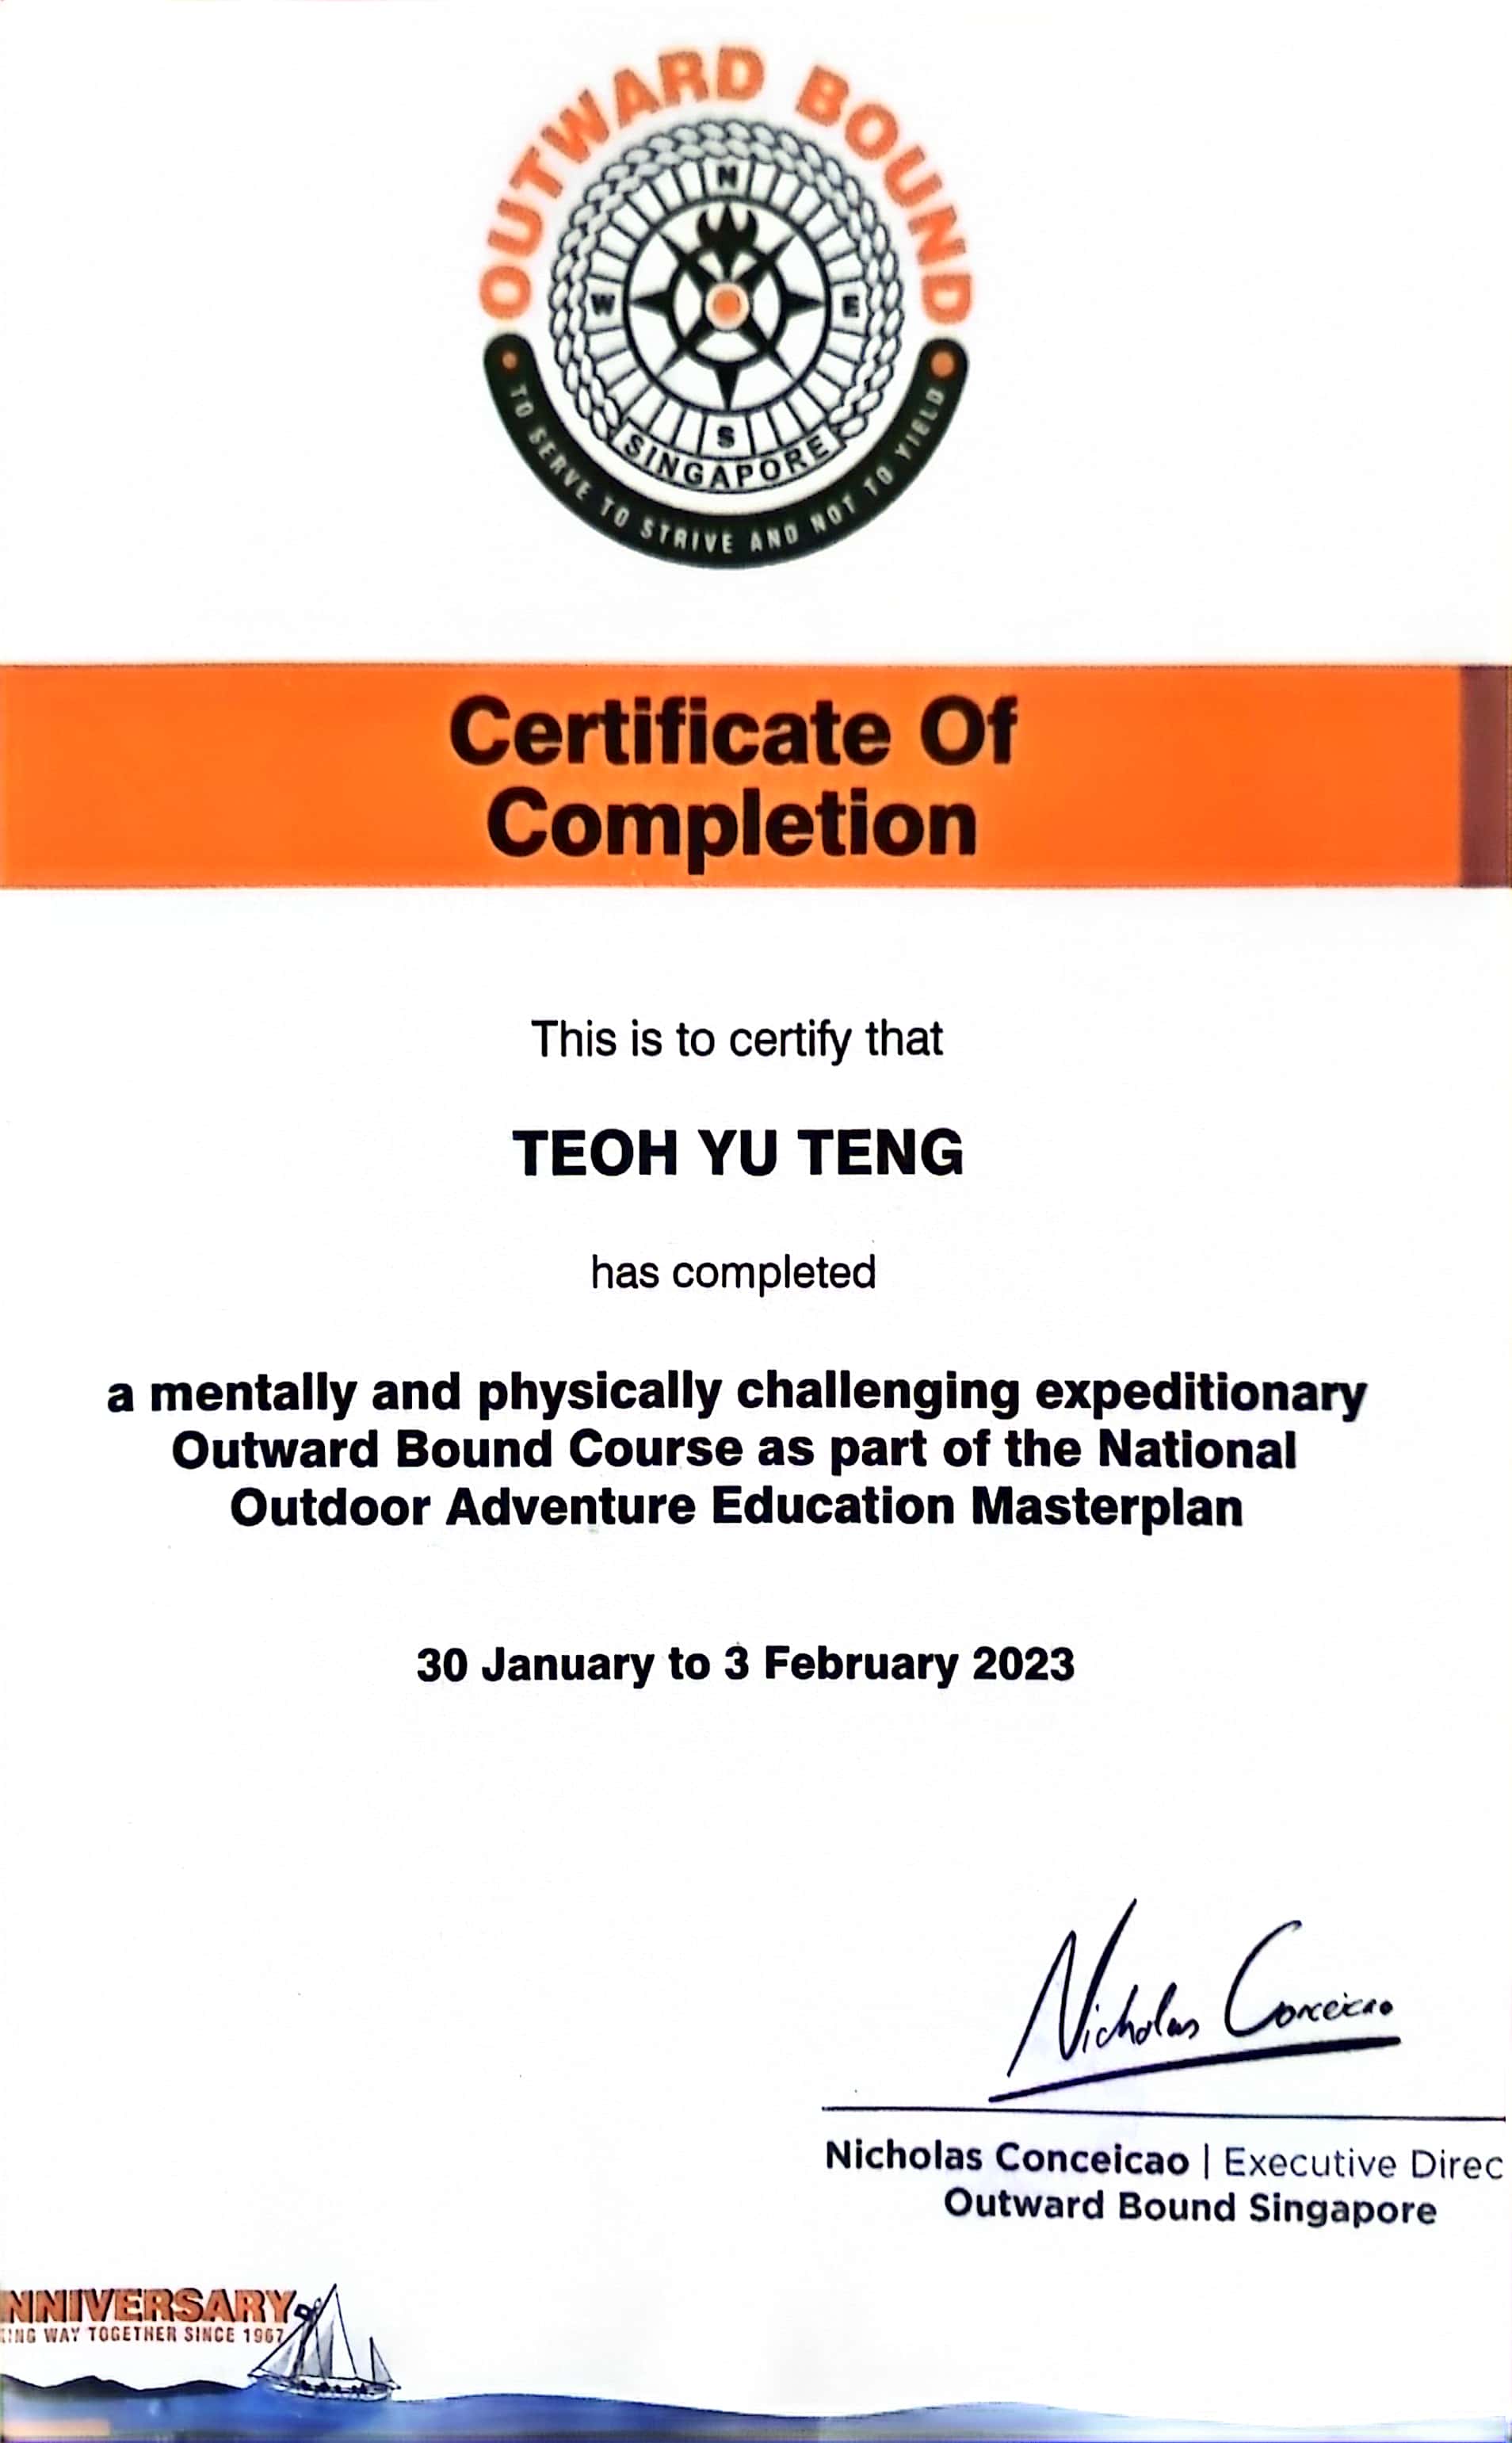 OUTWARD BOUND
N
W
E
S
SINGAPORE
TO SERVE TO STRIVE AND NOT TO YIELD
Certificate Of
Completion
This is to certify that
TEOH YU TENG
has completed
a mentally and physically challenging expeditionary
Outward Bound Course as part of the National
Outdoor Adventure Education Masterplan
30 January to 3 February 2023
Nicholas Conceicao
Nicholas Conceicao | Executive Direc
Outward Bound Singapore
NNIVERSARY
ING WAY TOGETHER SINCE 1967